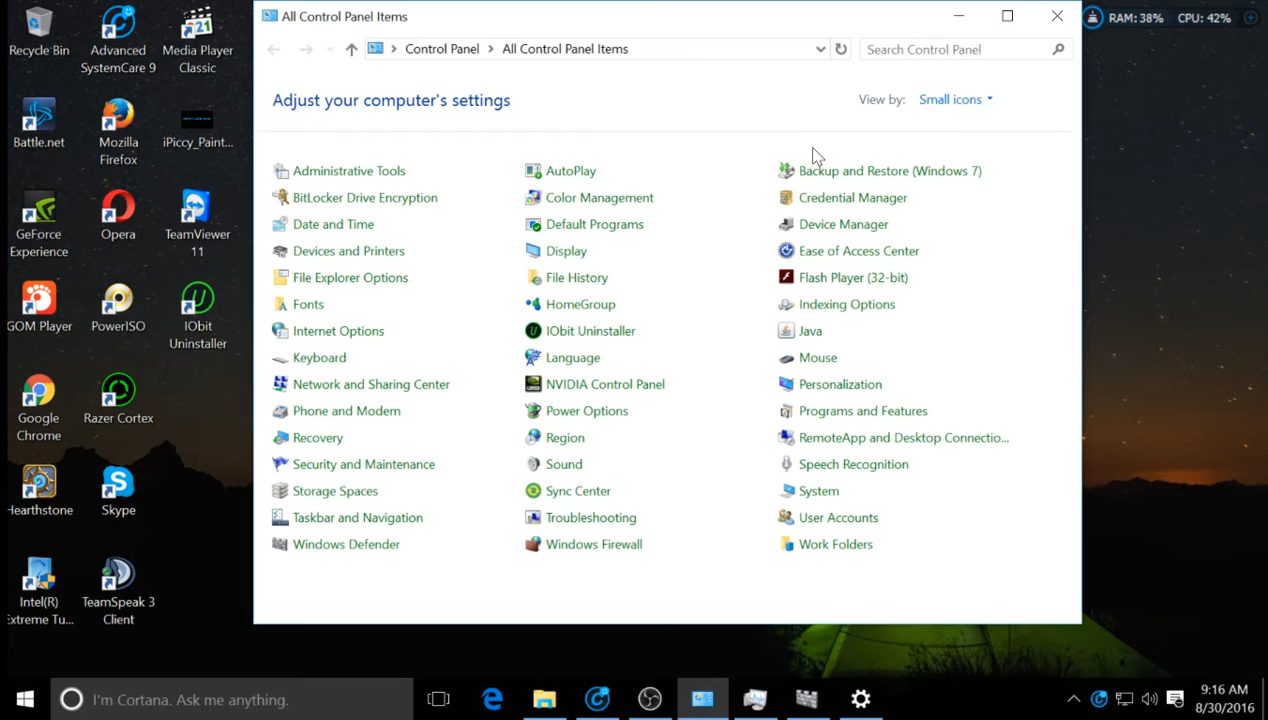 Recycle Bin
Advanced
SystemCare 9
Media Player
Classic
Battle.net
Mozilla
Firefox
iPiccy_Paint...
GeForce
Experience
Opera
TeamViewer
11
GOM Player
PowerISO
IObit
Uninstaller
Google
Chrome
Razer Cortex
Hearthstone
Skype
Intel(R)
Extreme Tu...
TeamSpeak 3
Client
All Control Panel Items
Control Panel
All Control Panel Items
Search Control Panel
Adjust your computer's settings
View by:
Small icons
Administrative Tools
AutoPlay
Backup and Restore (Windows 7)
BitLocker Drive Encryption
Color Management
Credential Manager
Date and Time
Default Programs
Device Manager
Devices and Printers
Display
Ease of Access Center
File Explorer Options
File History
Flash Player (32-bit)
Fonts
HomeGroup
Indexing Options
Internet Options
IObit Uninstaller
Java
Keyboard
Language
Mouse
Network and Sharing Center
NVIDIA Control Panel
Personalization
Phone and Modem
Power Options
Programs and Features
Recovery
Region
RemoteApp and Desktop Connectio...
Security and Maintenance
Sound
Speech Recognition
Storage Spaces
Sync Center
System
Taskbar and Navigation
Troubleshooting
User Accounts
Windows Defender
Windows Firewall
Work Folders
RAM: 38%
CPU: 42%
I'm Cortana. Ask me anything.
9:16 AM
8/30/2016